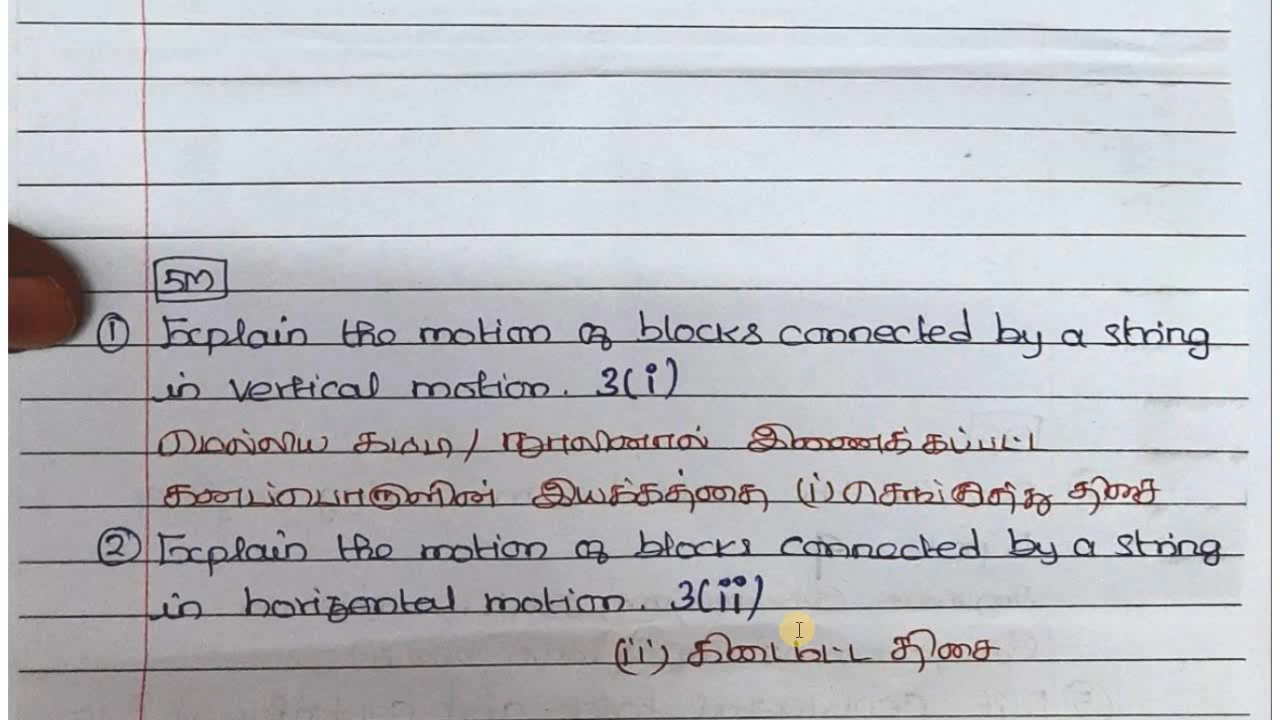 5M
① Explain the motion of blocks connected by a string
in vertical motion. 3(i)
மெல்லிய கம்பி / நூலினால் இணைக்கப்பட்ட
கனப்பொருளின் இயக்கத்தை (i) செங்குத்து திசை
② Explain the motion of blocks connected by a string
in horizontal motion. 3(ii)
(ii) கிடைமட்ட திசை